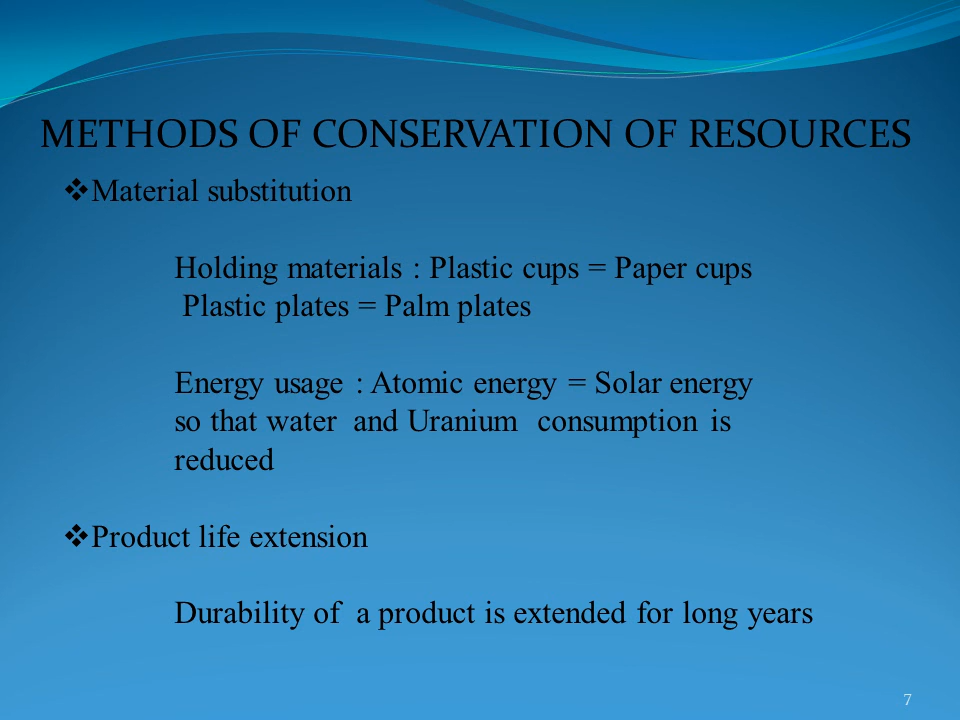 METHODS OF CONSERVATION OF RESOURCES
❖Material substitution
Holding materials : Plastic cups = Paper cups
Plastic plates = Palm plates
Energy usage : Atomic energy = Solar energy
so that water and Uranium consumption is
reduced
❖Product life extension
Durability of a product is extended for long years
7